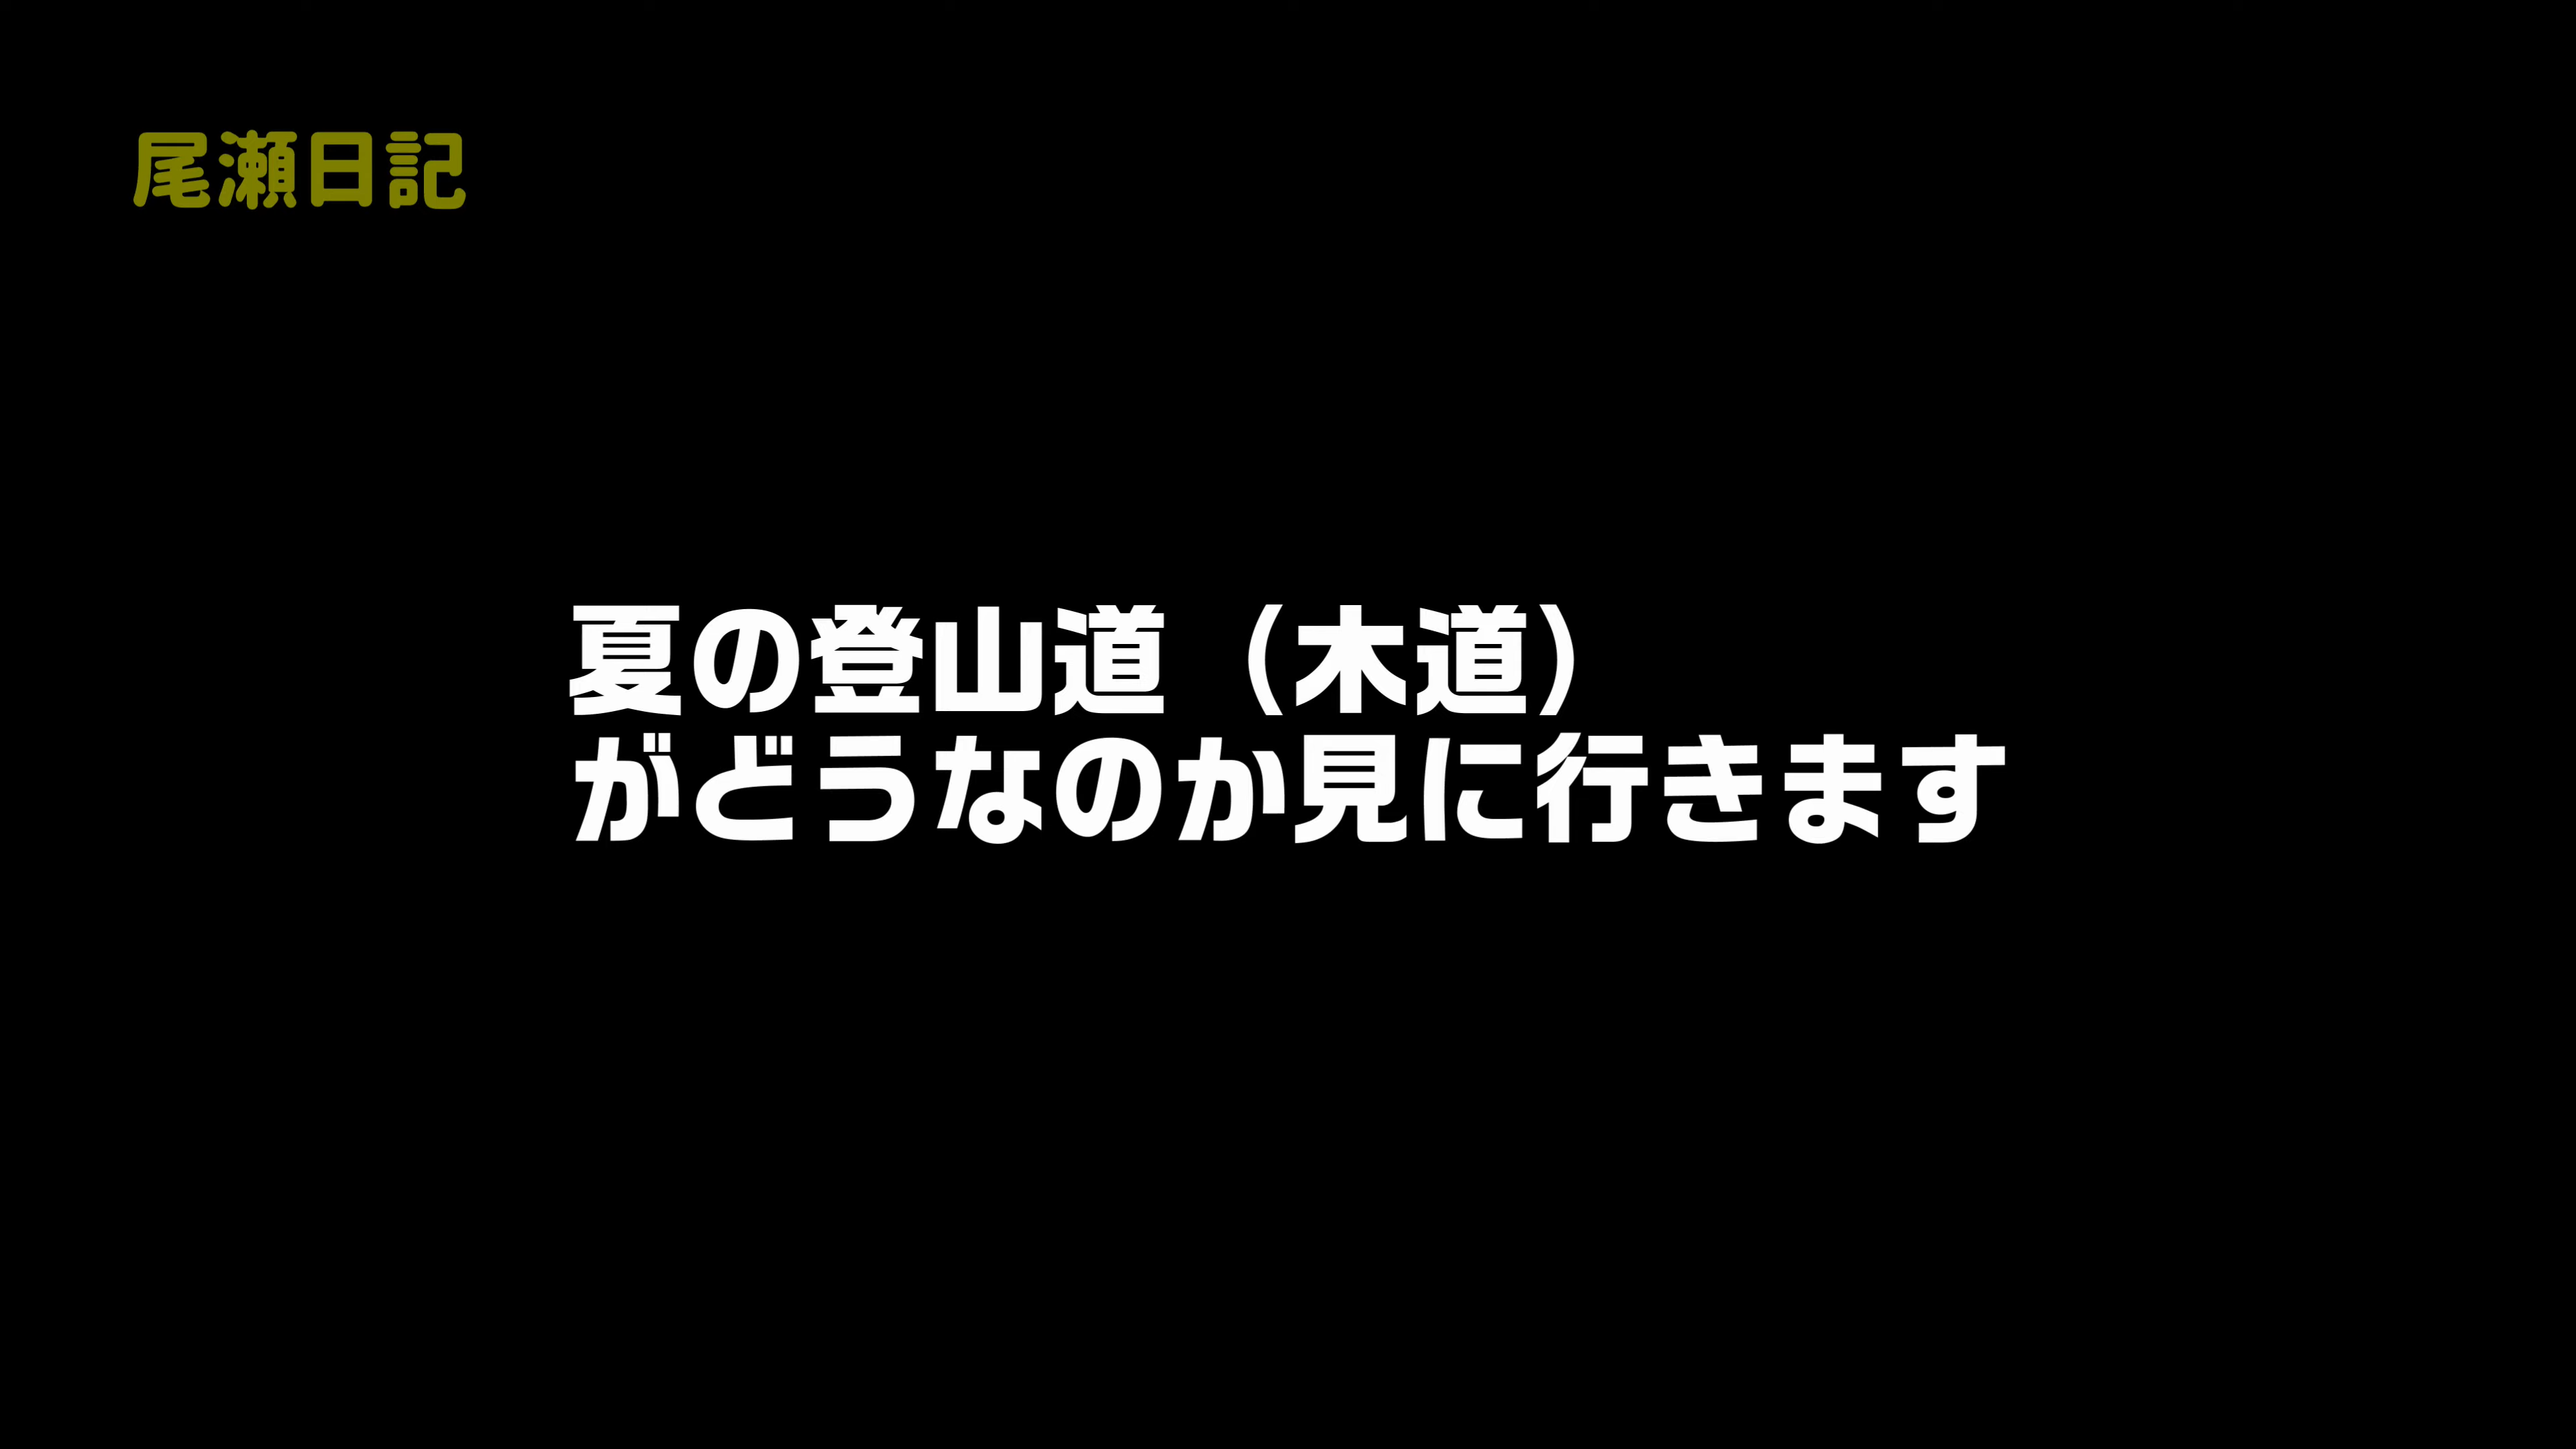 尾瀬日記
夏の登山道（木道）
がどうなのか見に行きます